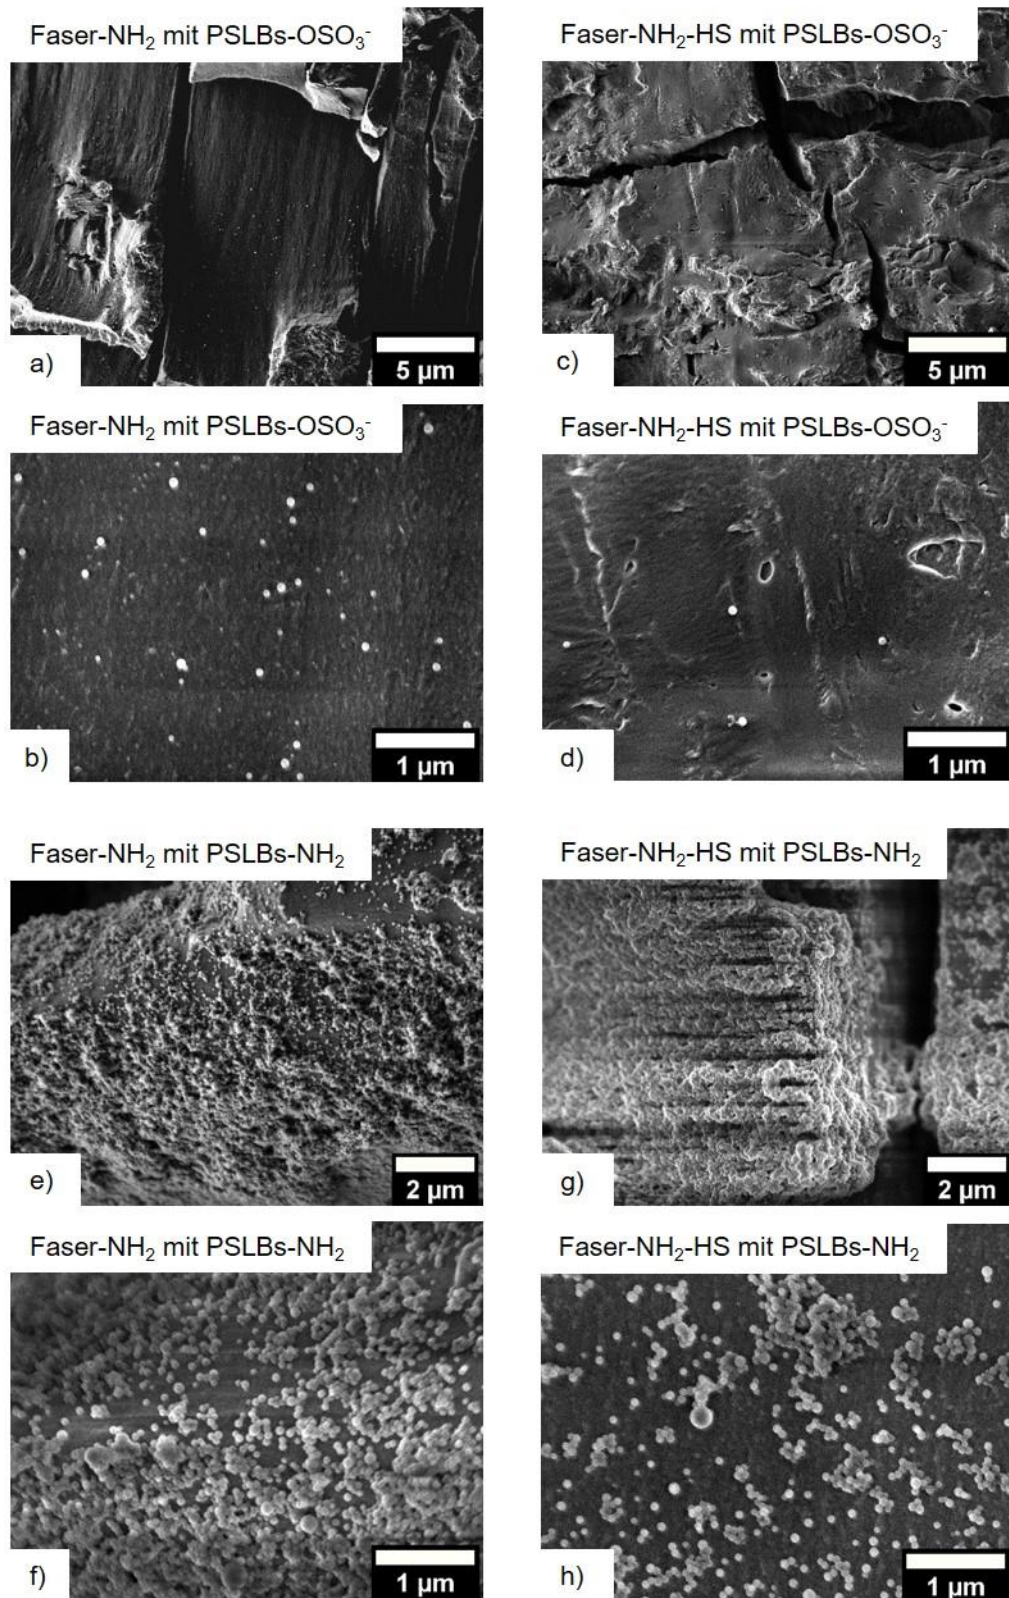 Faser-NH₂ mit PSLBs-OSO₃⁻
a)
5 µm
Faser-NH₂-HS mit PSLBs-OSO₃⁻
c)
5 µm
Faser-NH₂ mit PSLBs-OSO₃⁻
b)
1 µm
Faser-NH₂-HS mit PSLBs-OSO₃⁻
d)
1 µm
Faser-NH₂ mit PSLBs-NH₂
e)
2 µm
Faser-NH₂-HS mit PSLBs-NH₂
g)
2 µm
Faser-NH₂ mit PSLBs-NH₂
f)
1 µm
Faser-NH₂-HS mit PSLBs-NH₂
h)
1 µm